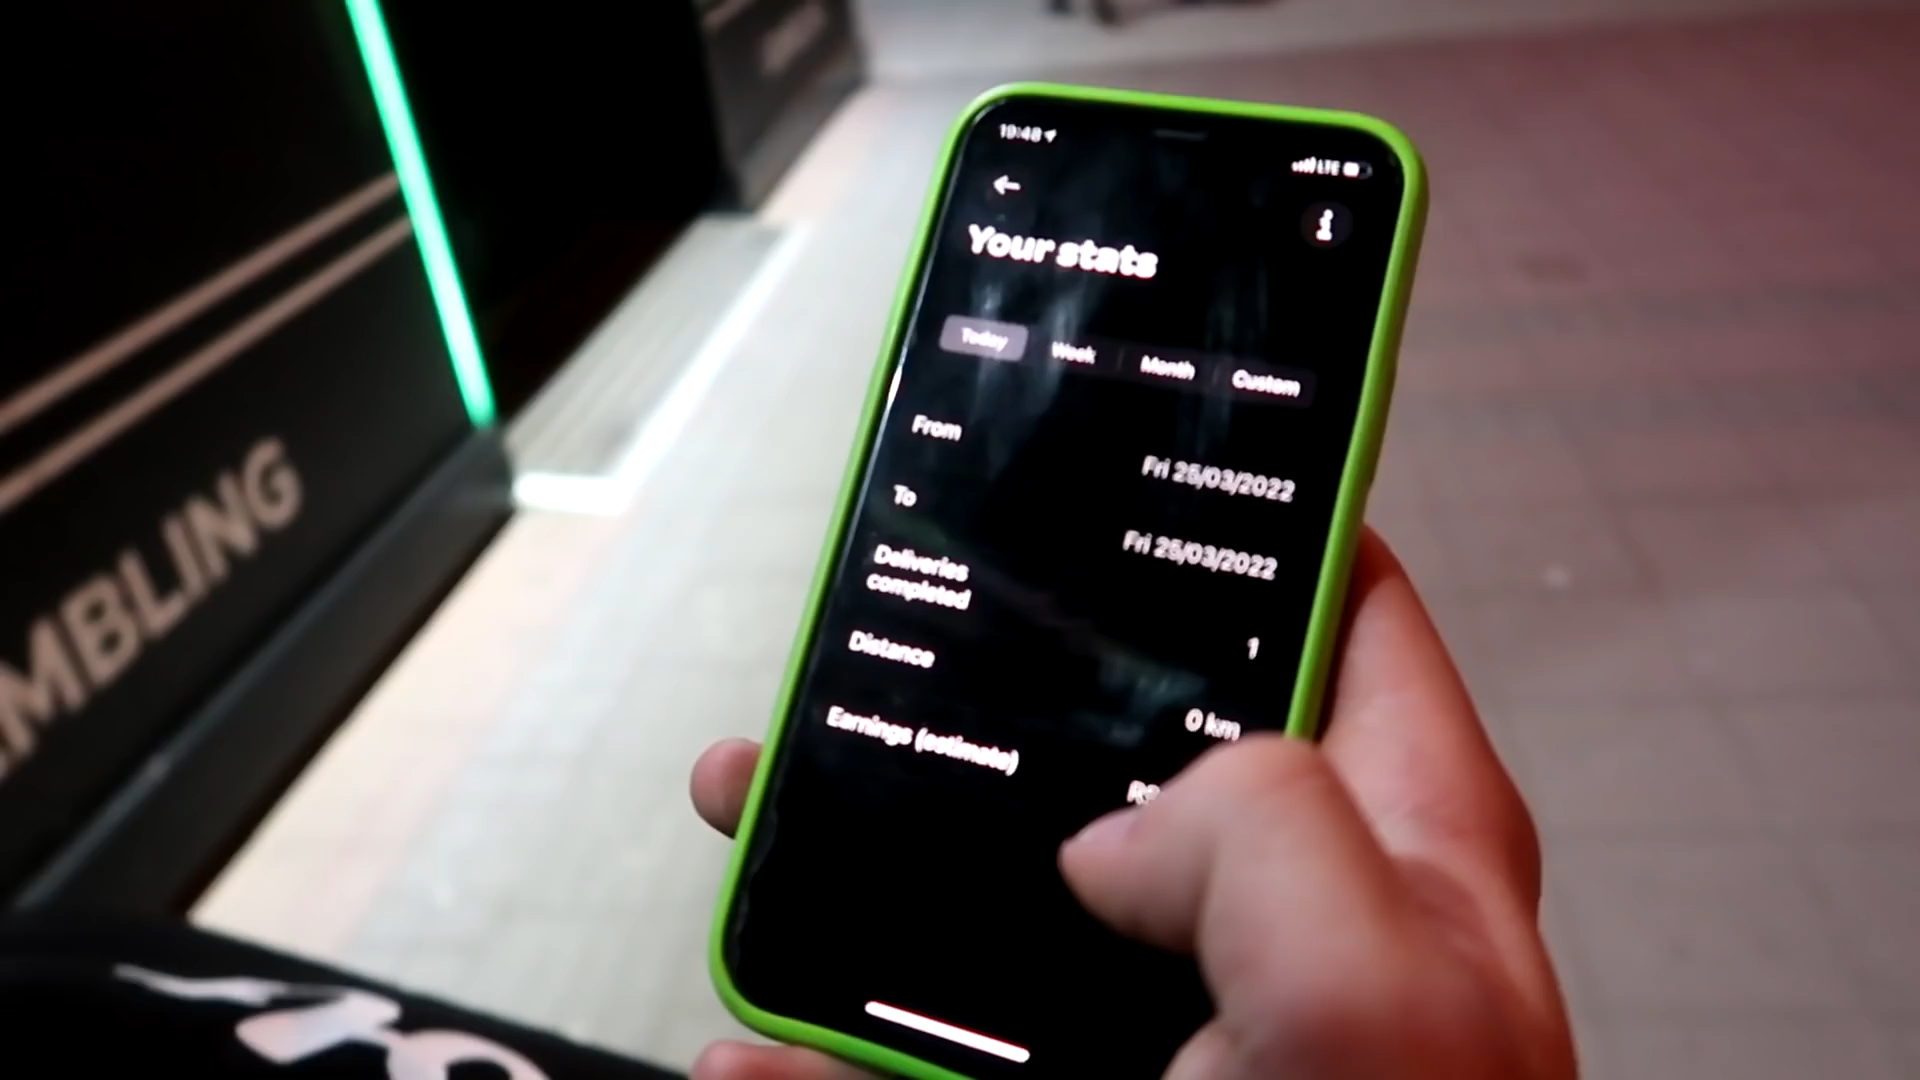 19:48
LTE
Your stats
Today Week Month Custom
From
Fri 25/03/2022
To
Fri 25/03/2022
Deliveries
completed
1
Distance
0 km
Earnings (estimate)
MBLING